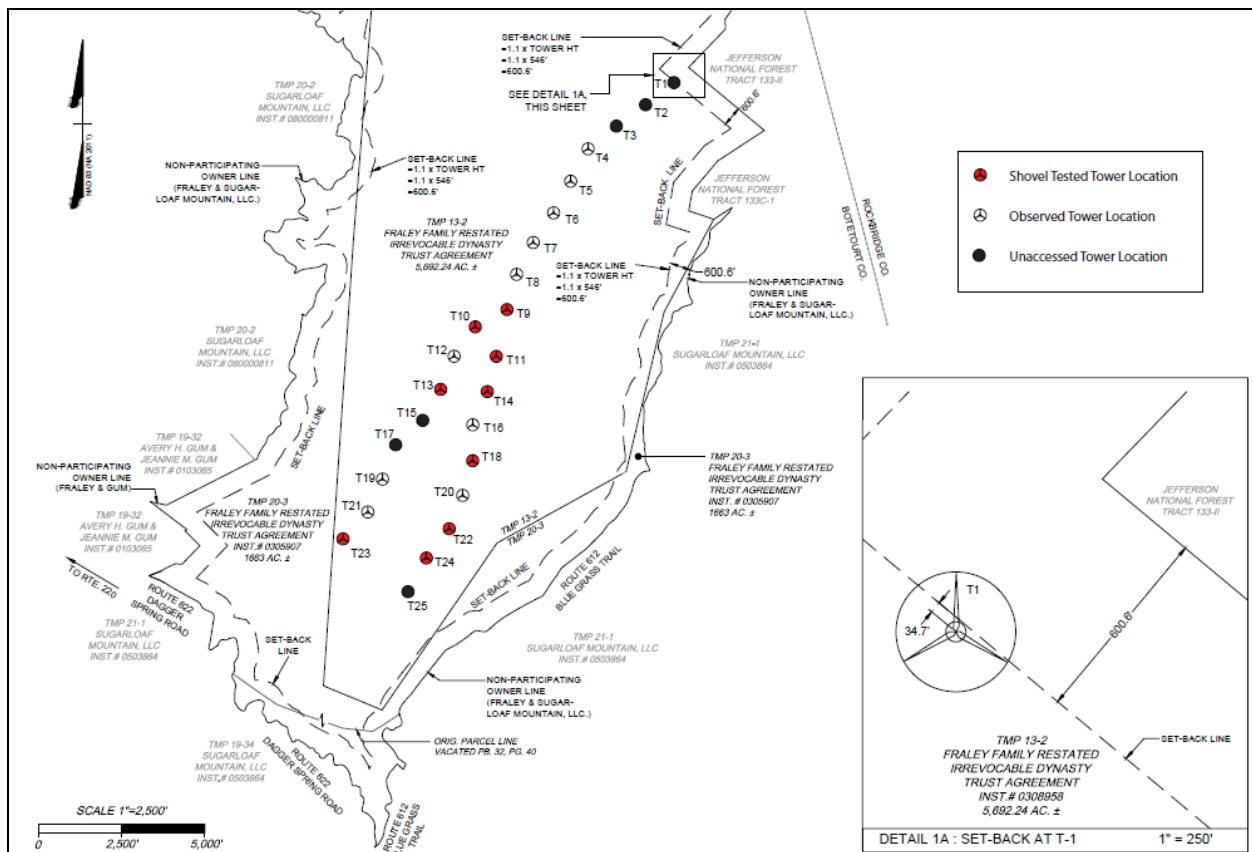 SET-BACK LINE
=1.1 x TOWER HT
=1.1 x 546'
=600.6'
JEFFERSON
NATIONAL FOREST
TRACT 133-II
SEE DETAIL 1A,
THIS SHEET
T1
T2
T3
T4
T5
T6
T7
T8
T9
T10
T11
T12
T13
T14
T15
T16
T17
T18
T19
T20
T21
T22
T23
T24
T25
600.6'
NAD 83 (NA 2011)
TMP 20-2
SUGARLOAF
MOUNTAIN, LLC
INST.# 080000811
NON-PARTICIPATING
OWNER LINE
(FRALEY & SUGAR-
LOAF MOUNTAIN, LLC.)
SET-BACK LINE
=1.1 x TOWER HT
=1.1 x 546'
=600.6'
SET-BACK LINE
JEFFERSON
NATIONAL FOREST
TRACT 133C-1
TMP 13-2
FRALEY FAMILY RESTATED
IRREVOCABLE DYNASTY
TRUST AGREEMENT
5,692.24 AC. ±
SET-BACK LINE
=1.1 x TOWER HT
=1.1 x 546'
=600.6'
600.6'
NON-PARTICIPATING
OWNER LINE
(FRALEY & SUGAR-
LOAF MOUNTAIN, LLC.)
ROCKBRIDGE CO.
BOTETOURT CO.
Shovel Tested Tower Location
Observed Tower Location
Unaccessed Tower Location
TMP 20-2
SUGARLOAF
MOUNTAIN, LLC
INST.# 080000811
TMP 21-1
SUGARLOAF MOUNTAIN, LLC
INST.# 0503864
SET-BACK LINE
TMP 19-32
AVERY H. GUM &
JEANNIE M. GUM
INST.# 0103065
NON-PARTICIPATING
OWNER LINE
(FRALEY & GUM)
TMP 19-32
AVERY H. GUM &
JEANNIE M. GUM
INST.# 0103065
TMP 20-3
FRALEY FAMILY RESTATED
IRREVOCABLE DYNASTY
TRUST AGREEMENT
INST.# 0305907
1663 AC. ±
TMP 20-3
FRALEY FAMILY RESTATED
IRREVOCABLE DYNASTY
TRUST AGREEMENT
INST. # 0305907
1663 AC. ±
TMP 13-2
TMP 20-3
TO RTE. 220
ROUTE 622
DAGGER
SPRING ROAD
SET-BACK LINE
ROUTE 612
BLUE GRASS TRAIL
TMP 21-1
SUGARLOAF
MOUNTAIN, LLC
INST.# 0503864
SET-BACK
LINE
TMP 21-1
SUGARLOAF MOUNTAIN, LLC
INST.# 0503864
NON-PARTICIPATING
OWNER LINE
(FRALEY & SUGAR-
LOAF MOUNTAIN, LLC.)
TMP 19-34
SUGARLOAF
MOUNTAIN, LLC
INST.# 0503864
ROUTE 622
DAGGER SPRING ROAD
ORIG. PARCEL LINE
VACATED PB. 32, PG. 40
ROUTE 612
BLUE GRASS
TRAIL
SCALE 1"=2,500'
0
2,500'
5,000'
JEFFERSON
NATIONAL FOREST
TRACT 133-II
T1
34.7'
600.6'
TMP 13-2
FRALEY FAMILY RESTATED
IRREVOCABLE DYNASTY
TRUST AGREEMENT
INST.# 0308958
5,692.24 AC. ±
SET-BACK LINE
DETAIL 1A : SET-BACK AT T-1
1" = 250'